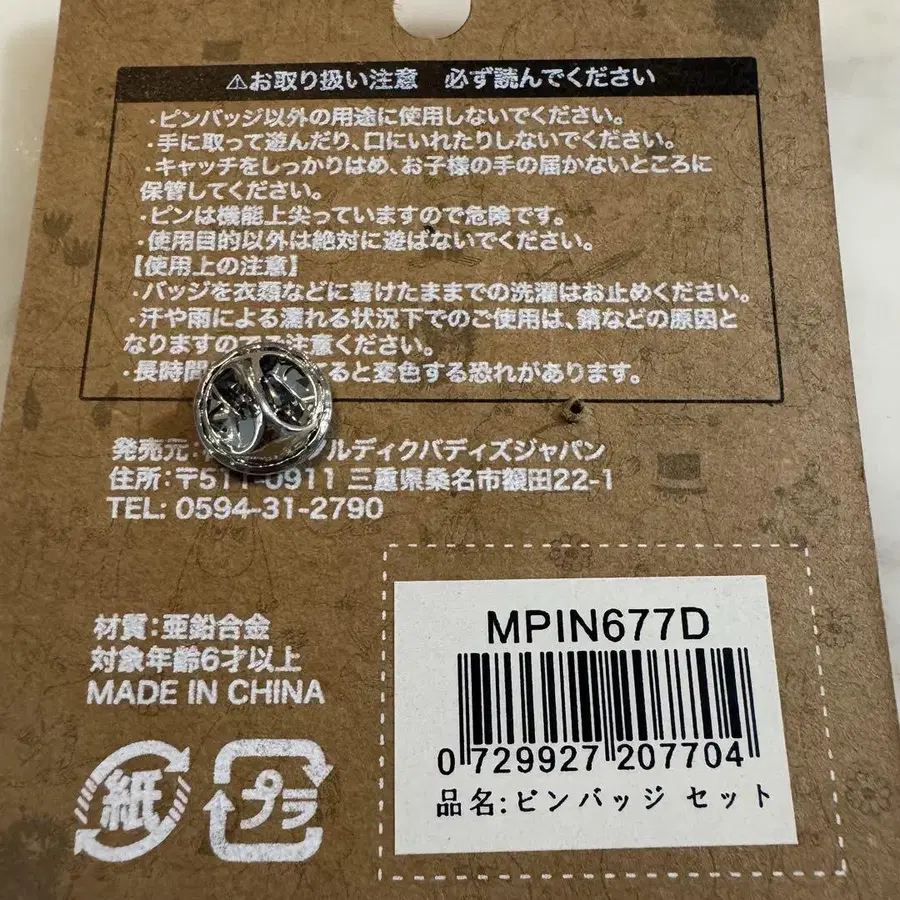 ⚠お取り扱い注意 必ず読んでください
・ピンバッジ以外の用途に使用しないでください。
・手に取って遊んだり、口にいれたりしないでください。
・キャッチをしっかりはめ、お子様の手の届かないところに
保管してください。
・ピンは機能上尖っていますので危険です。
・使用目的以外は絶対に遊ばないでください。
【使用上の注意】
・バッジを衣類などに着けたままでの洗濯はお止めください。
・汗や雨による濡れる状況下でのご使用は、錆などの原因と
なりますのでご注意ください。
・長時間 てると変色する恐れがあります。
発売元: ルディクバディズジャパン
住所:〒511-0911 三重県桑名市額田22-1
TEL: 0594-31-2790
材質:亜鉛合金
対象年齢6才以上
MADE IN CHINA
紙
プラ
MPIN677D
0 729927 207704
品名:ピンバッジ セット